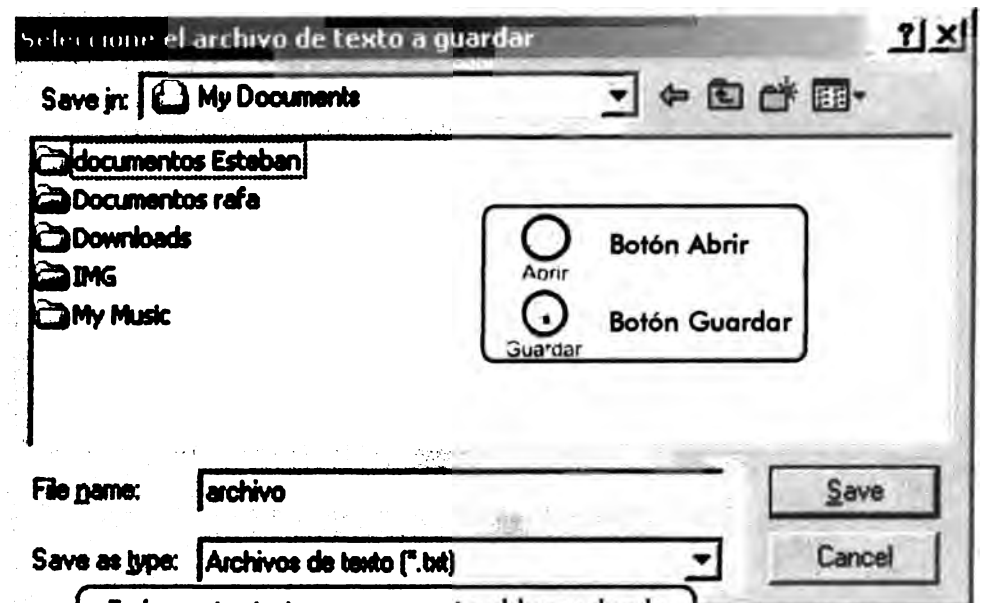 Seleccione el archivo de texto a guardar
Save in: My Documents
documentos Esteban
Documentos rafa
Downloads
IMG
My Music
Abrir
Botón Abrir
Guardar
Botón Guardar
File name: archivo
Save
Save as type: Archivos de texto (*.txt)
Cancel